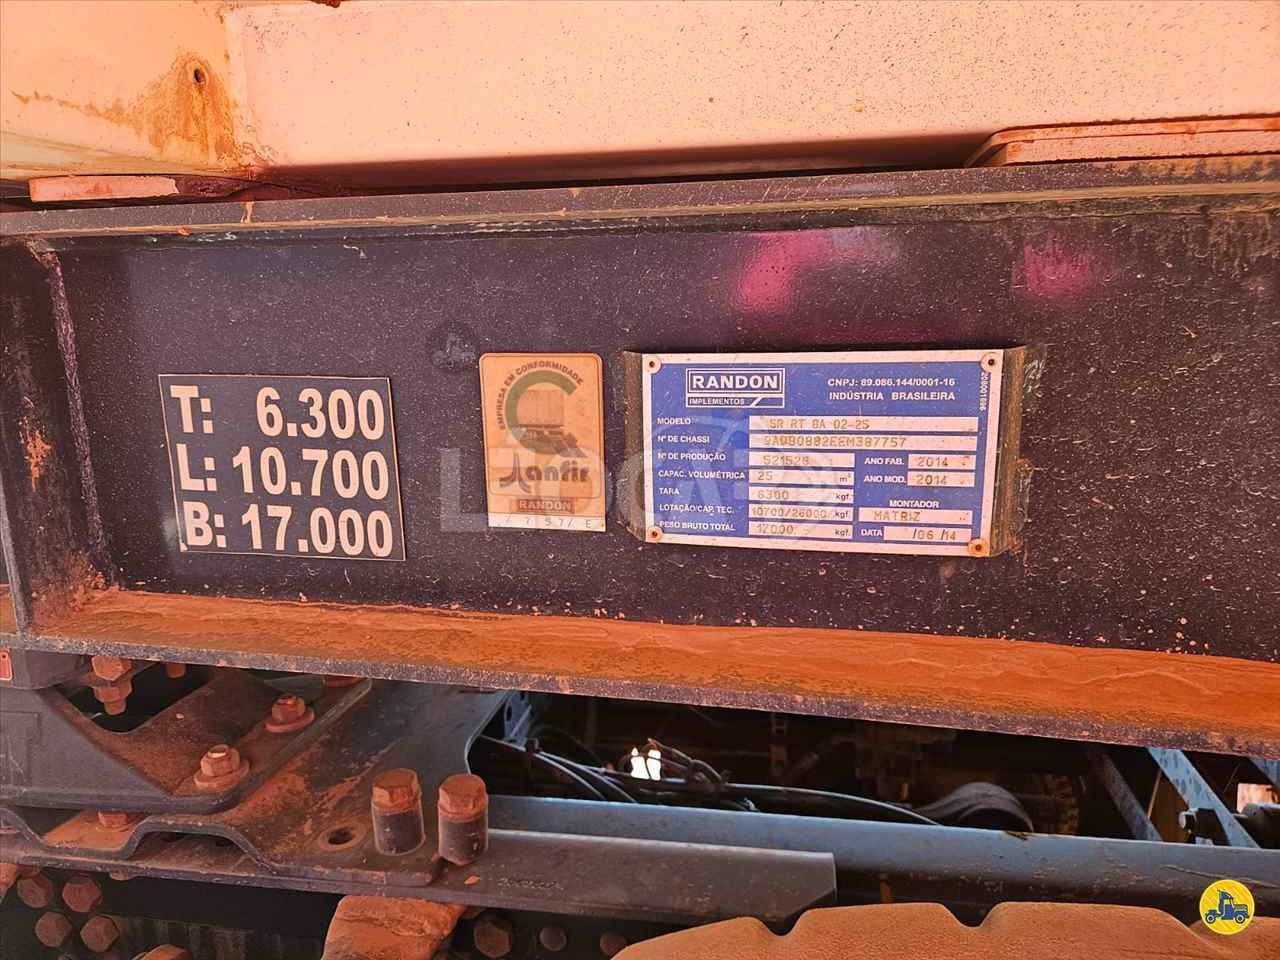 T: 6.300
L: 10.700
B: 17.000
EMPRESA EM CONFORMIDADE
anfir
RANDON
RANDON
IMPLEMENTOS
CNPJ: 89.086.144/0001-16
INDÚSTRIA BRASILEIRA
MODELO SR RT BA 02-25
Nº DE CHASSI 9ADB0882EEM387757
Nº DE PRODUÇÃO 521528 ANO FAB. 2014
CAPAC. VOLUMÉTRICA 25 m³ ANO MOD. 2014
TARA 6300 kgf.
LOTAÇÃO/CAP. TEC. 10700/26000 kgf. MONTADOR
PESO BRUTO TOTAL 17000 kgf. MATRIZ
DATA /06 /14